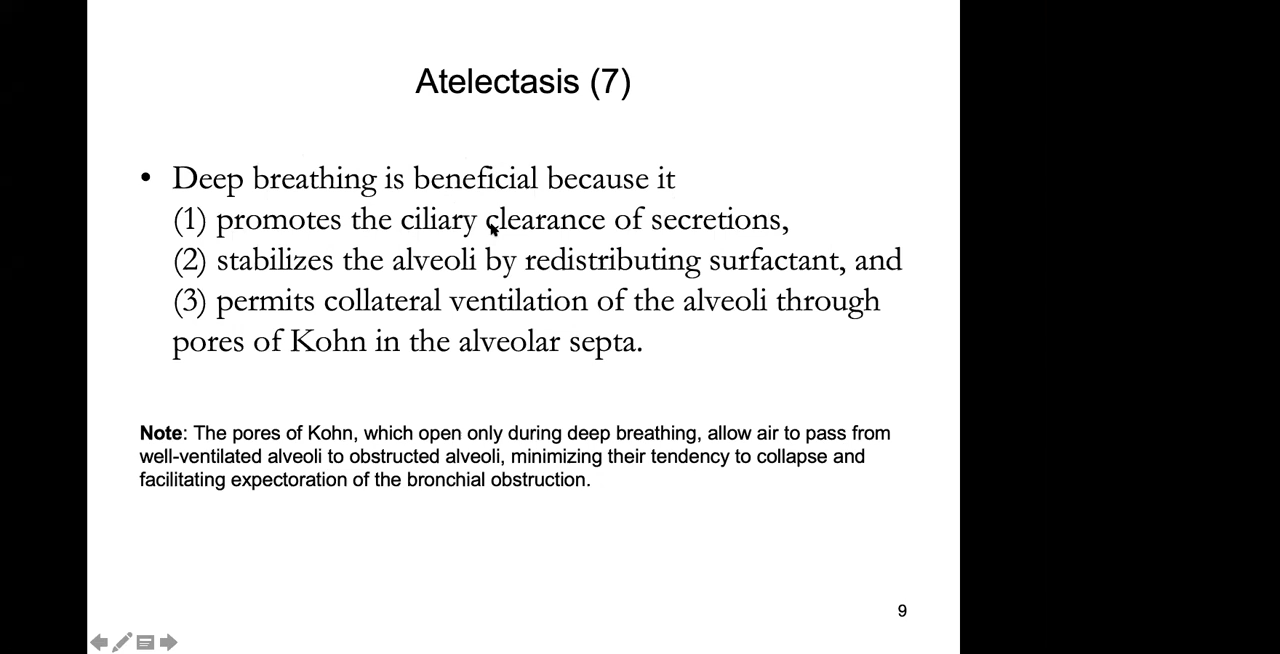 Atelectasis (7)
• Deep breathing is beneficial because it
(1) promotes the ciliary clearance of secretions,
(2) stabilizes the alveoli by redistributing surfactant, and
(3) permits collateral ventilation of the alveoli through
pores of Kohn in the alveolar septa.
Note: The pores of Kohn, which open only during deep breathing, allow air to pass from
well-ventilated alveoli to obstructed alveoli, minimizing their tendency to collapse and
facilitating expectoration of the bronchial obstruction.
9